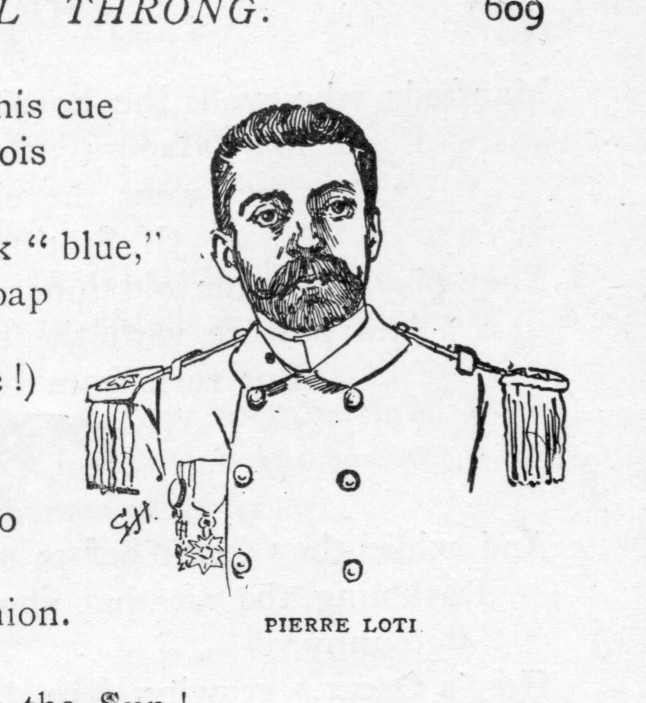 THRONG.
609
his cue
ois
“ blue,”
oap
!)
o
nion.
G.H.
PIERRE LOTI
the Sun!